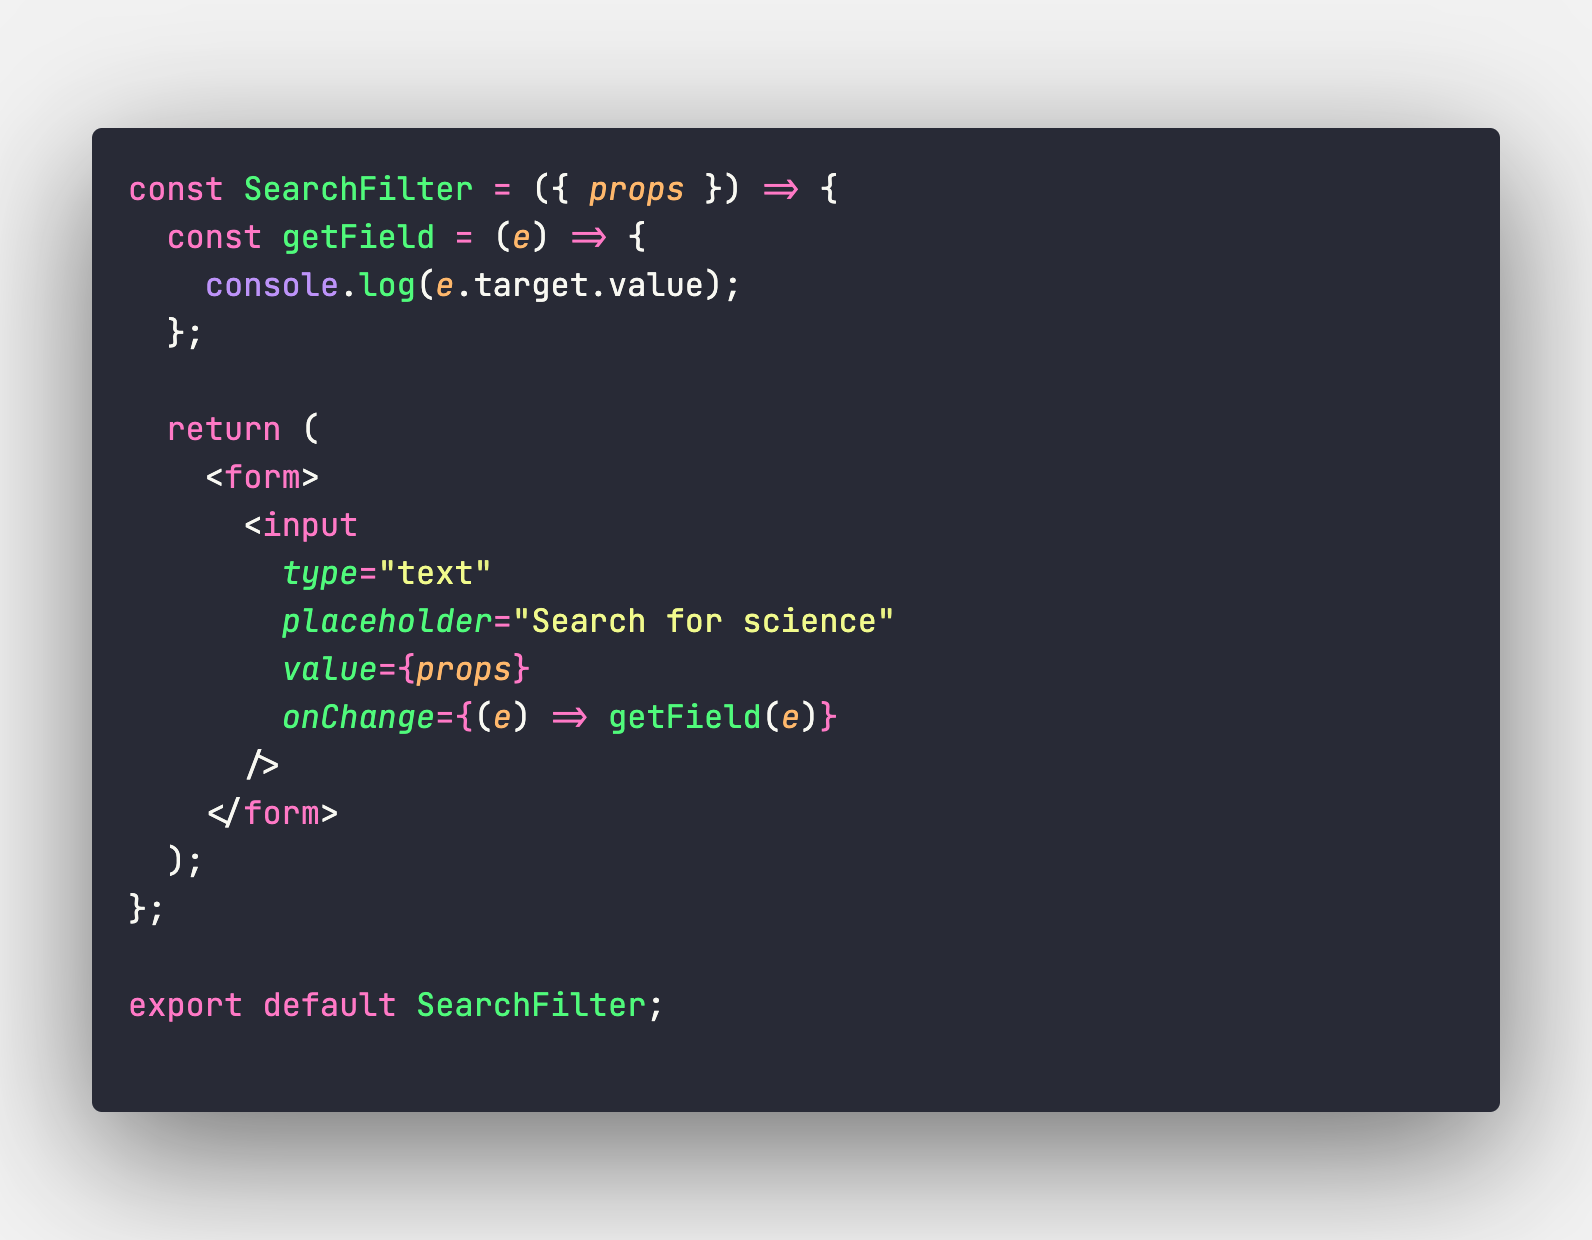 const SearchFilter = ({ props }) => {
  const getField = (e) => {
    console.log(e.target.value);
  };

  return (
    <form>
      <input
        type="text"
        placeholder="Search for science"
        value={props}
        onChange={(e) => getField(e)}
      />
    </form>
  );
};

export default SearchFilter;